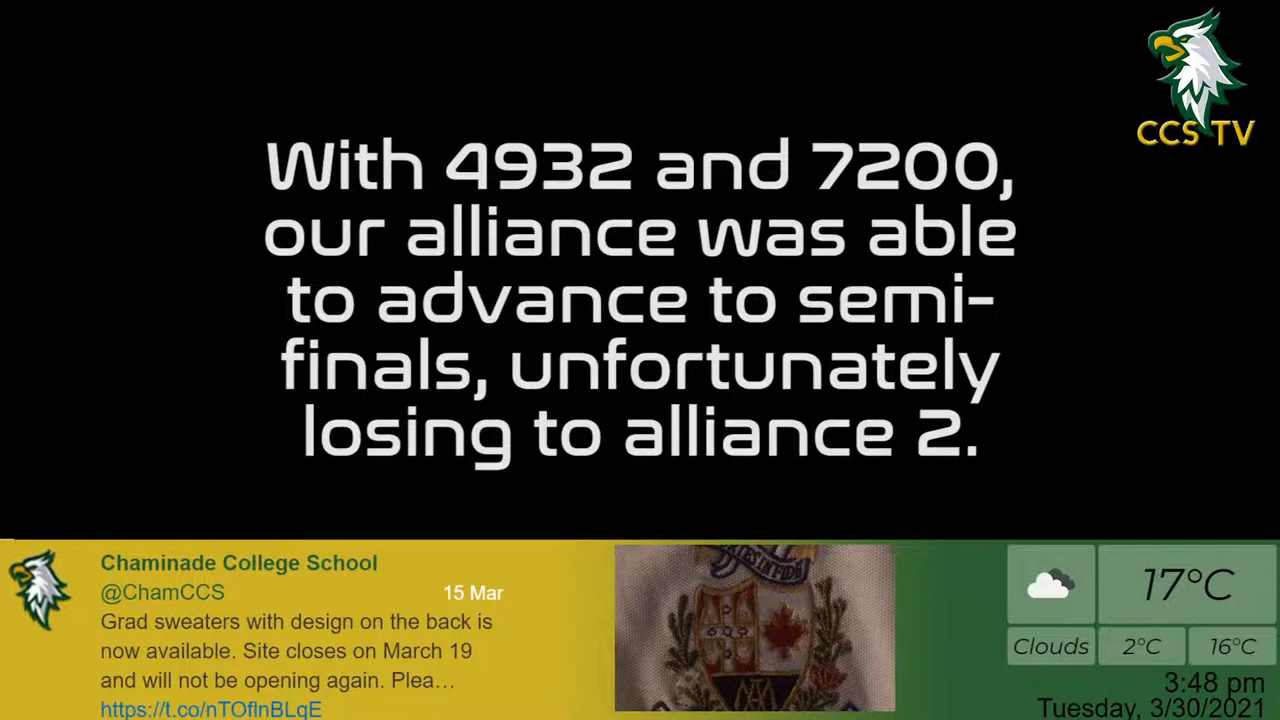 CCS TV
With 4932 and 7200,
our alliance was able
to advance to semi-
finals, unfortunately
losing to alliance 2.
Chaminade College School
@ChamCCS
15 Mar
Grad sweaters with design on the back is
now available. Site closes on March 19
and will not be opening again. Plea…
17°C
Clouds
2°C
16°C
3:48 pm
Tuesday, 3/30/2021